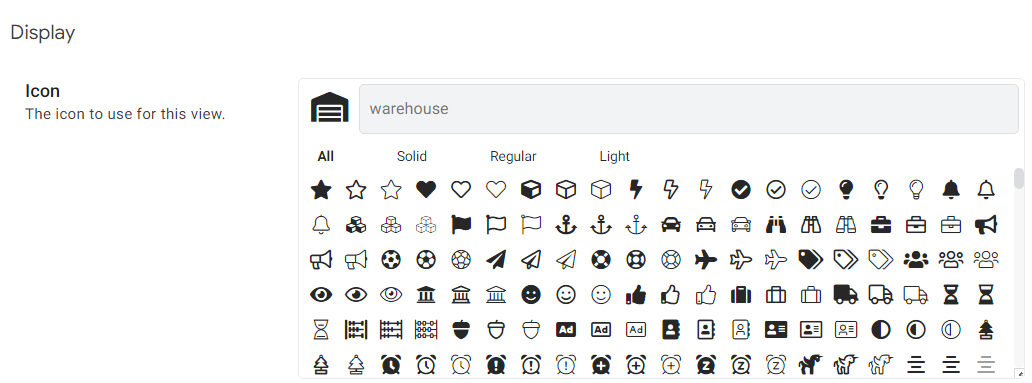 Display
Icon
The icon to use for this view.
warehouse
All Solid Regular Light
Ad Ad Ad